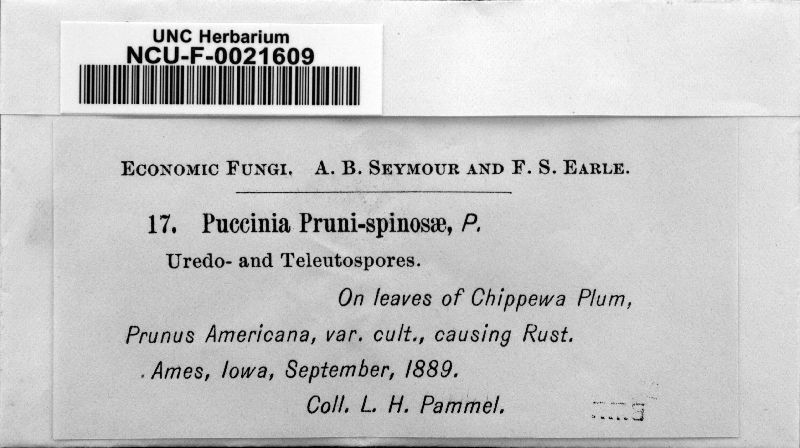 UNC Herbarium
NCU-F-0021609
ECONOMIC FUNGI. A. B. SEYMOUR AND F. S. EARLE.
17. Puccinia Pruni-spinosæ, P.
Uredo- and Teleutospores.
On leaves of Chippewa Plum,
Prunus Americana, var. cult., causing Rust.
Ames, Iowa, September, 1889.
Coll. L. H. Pammel.